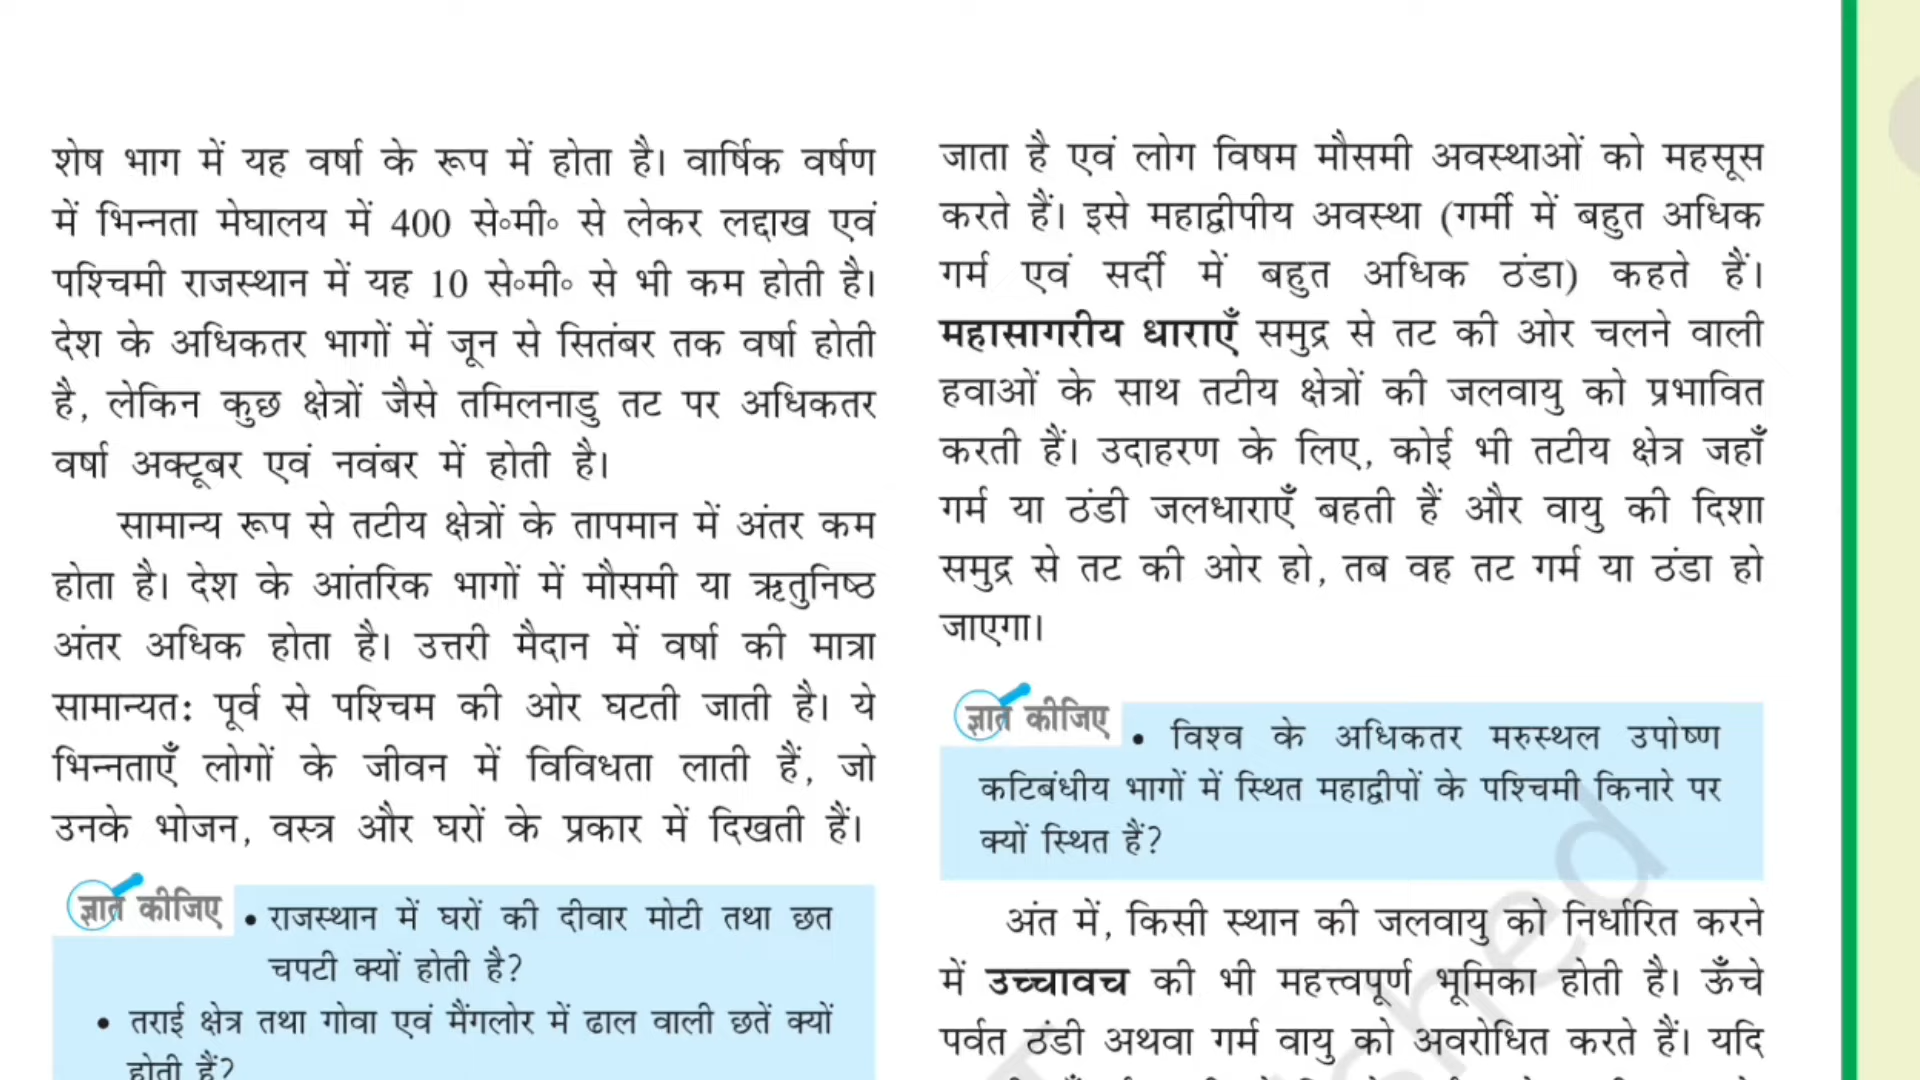 शेष भाग में यह वर्षा के रूप में होता है। वार्षिक वर्षण
में भिन्नता मेघालय में 400 से॰मी॰ से लेकर लद्दाख एवं
पश्चिमी राजस्थान में यह 10 से॰मी॰ से भी कम होती है।
देश के अधिकतर भागों में जून से सितंबर तक वर्षा होती
है, लेकिन कुछ क्षेत्रों जैसे तमिलनाडु तट पर अधिकतर
वर्षा अक्टूबर एवं नवंबर में होती है।
सामान्य रूप से तटीय क्षेत्रों के तापमान में अंतर कम
होता है। देश के आंतरिक भागों में मौसमी या ऋतुनिष्ठ
अंतर अधिक होता है। उत्तरी मैदान में वर्षा की मात्रा
सामान्यत: पूर्व से पश्चिम की ओर घटती जाती है। ये
भिन्नताएँ लोगों के जीवन में विविधता लाती हैं, जो
उनके भोजन, वस्त्र और घरों के प्रकार में दिखती हैं।
ज्ञात कीजिए
• राजस्थान में घरों की दीवार मोटी तथा छत
चपटी क्यों होती है?
• तराई क्षेत्र तथा गोवा एवं मैंगलोर में ढाल वाली छतें क्यों
होती हैं?
जाता है एवं लोग विषम मौसमी अवस्थाओं को महसूस
करते हैं। इसे महाद्वीपीय अवस्था (गर्मी में बहुत अधिक
गर्म एवं सर्दी में बहुत अधिक ठंडा) कहते हैं।
महासागरीय धाराएँ समुद्र से तट की ओर चलने वाली
हवाओं के साथ तटीय क्षेत्रों की जलवायु को प्रभावित
करती हैं। उदाहरण के लिए, कोई भी तटीय क्षेत्र जहाँ
गर्म या ठंडी जलधाराएँ बहती हैं और वायु की दिशा
समुद्र से तट की ओर हो, तब वह तट गर्म या ठंडा हो
जाएगा।
ज्ञात कीजिए
• विश्व के अधिकतर मरुस्थल उपोष्ण
कटिबंधीय भागों में स्थित महाद्वीपों के पश्चिमी किनारे पर
क्यों स्थित हैं?
अंत में, किसी स्थान की जलवायु को निर्धारित करने
में उच्चावच की भी महत्त्वपूर्ण भूमिका होती है। ऊँचे
पर्वत ठंडी अथवा गर्म वायु को अवरोधित करते हैं। यदि